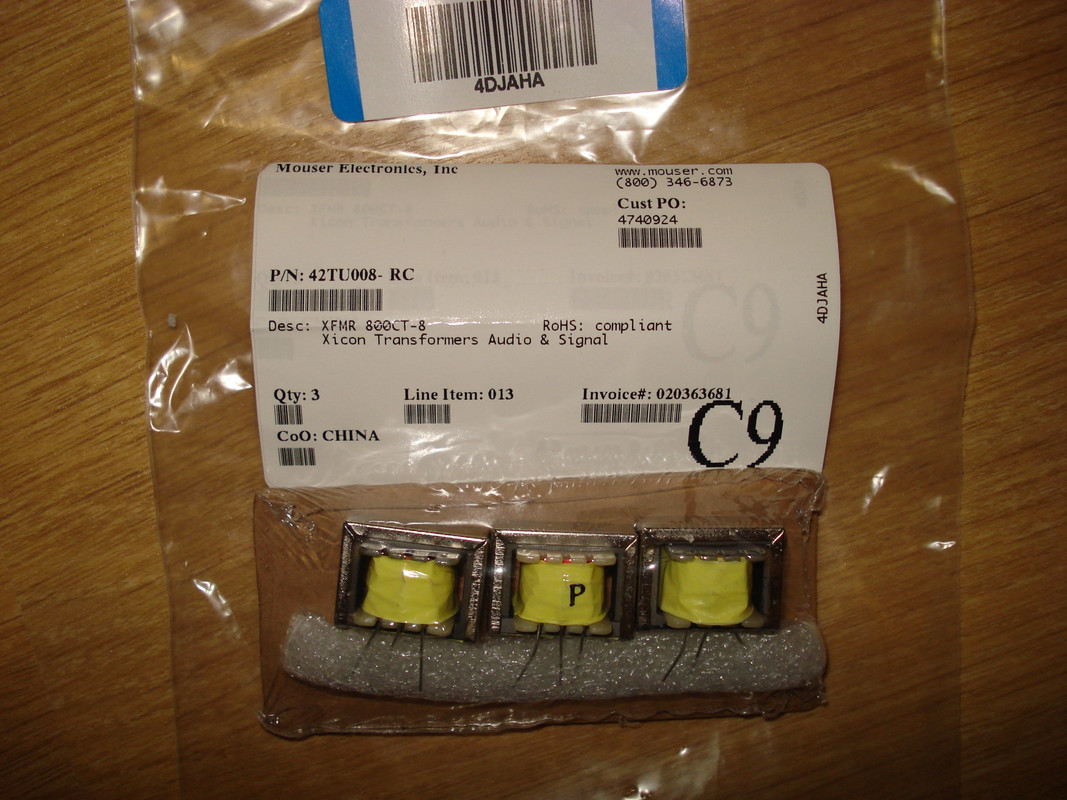 4DJAHA
Mouser Electronics, Inc
www.mouser.com
(800) 346-6873
Cust PO:
4740924
P/N: 42TU008- RC
4DJAHA
Desc: XFMR 800CT-8 RoHS: compliant
Xicon Transformers Audio & Signal
Qty: 3 Line Item: 013 Invoice#: 020363681
C9
CoO: CHINA
P